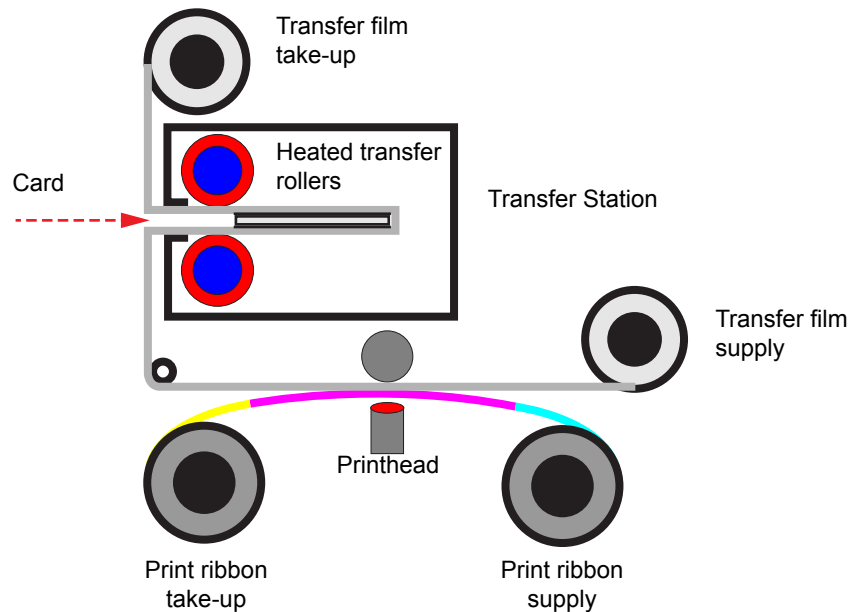 Transfer film
take-up
Heated transfer
rollers
Card
Transfer Station
Transfer film
supply
Printhead
Print ribbon
take-up
Print ribbon
supply